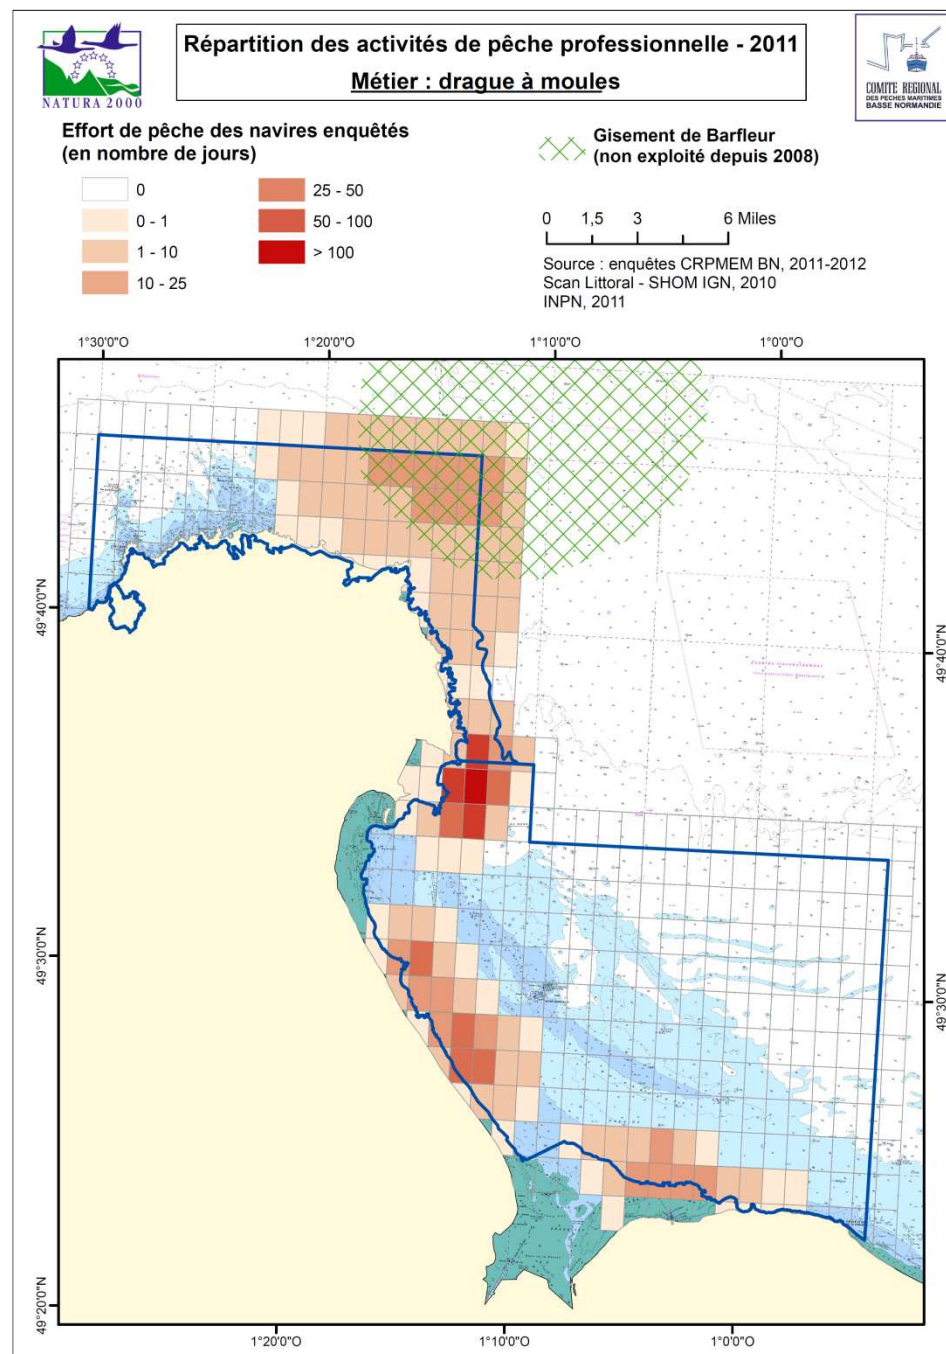 NATURA 2000
Répartition des activités de pêche professionnelle - 2011
Métier : drague à moules
COMITE REGIONAL
DES PECHES MARITIMES
BASSE NORMANDIE
Effort de pêche des navires enquêtés
(en nombre de jours)
0
0 - 1
1 - 10
10 - 25
25 - 50
50 - 100
> 100
Gisement de Barfleur
(non exploité depuis 2008)
0 1,5 3 6 Miles
Source : enquêtes CRPMEM BN, 2011-2012
Scan Littoral - SHOM IGN, 2010
INPN, 2011
1°30'0"O 1°20'0"O 1°10'0"O 1°0'0"O
49°40'0"N
49°40'0"N
49°30'0"N
49°30'0"N
49°20'0"N
1°20'0"O 1°10'0"O 1°0'0"O